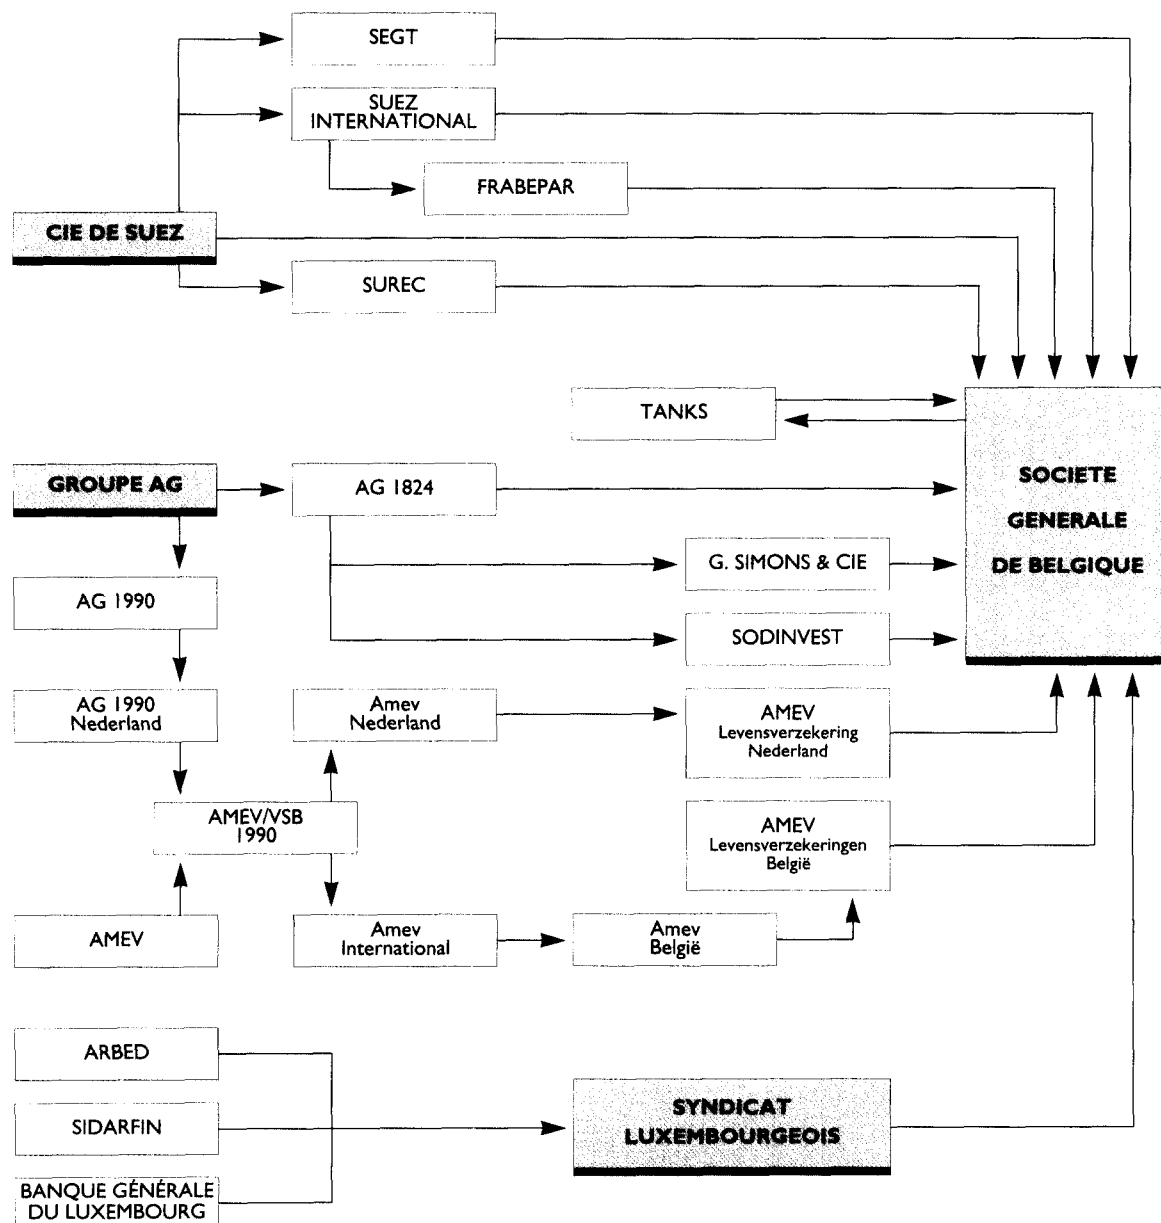 SEGT
SUEZ
INTERNATIONAL
FRABEPAR
CIE DE SUEZ
SUREC
TANKS
GROUPE AG
AG 1824
SOCIETE
GENERALE
DE BELGIQUE
G. SIMONS & CIE
AG 1990
SODINVEST
AG 1990
Nederland
Amev
Nederland
AMEV
Levensverzekering
Nederland
AMEV/VSB
1990
AMEV
Levensverzekeringen
België
AMEV
Amev
International
Amev
België
ARBED
SIDARFIN
SYNDICAT
LUXEMBOURGEOIS
BANQUE GÉNÉRALE
DU LUXEMBOURG